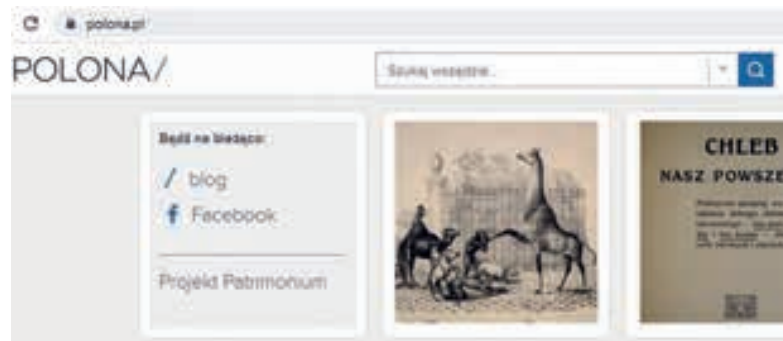 polona.pl
POLONA/
Szukaj wszędzie...
Bądź na bieżąco:
/ blog
f Facebook
Projekt Patrimonium
CHLEB
NASZ POWSZE